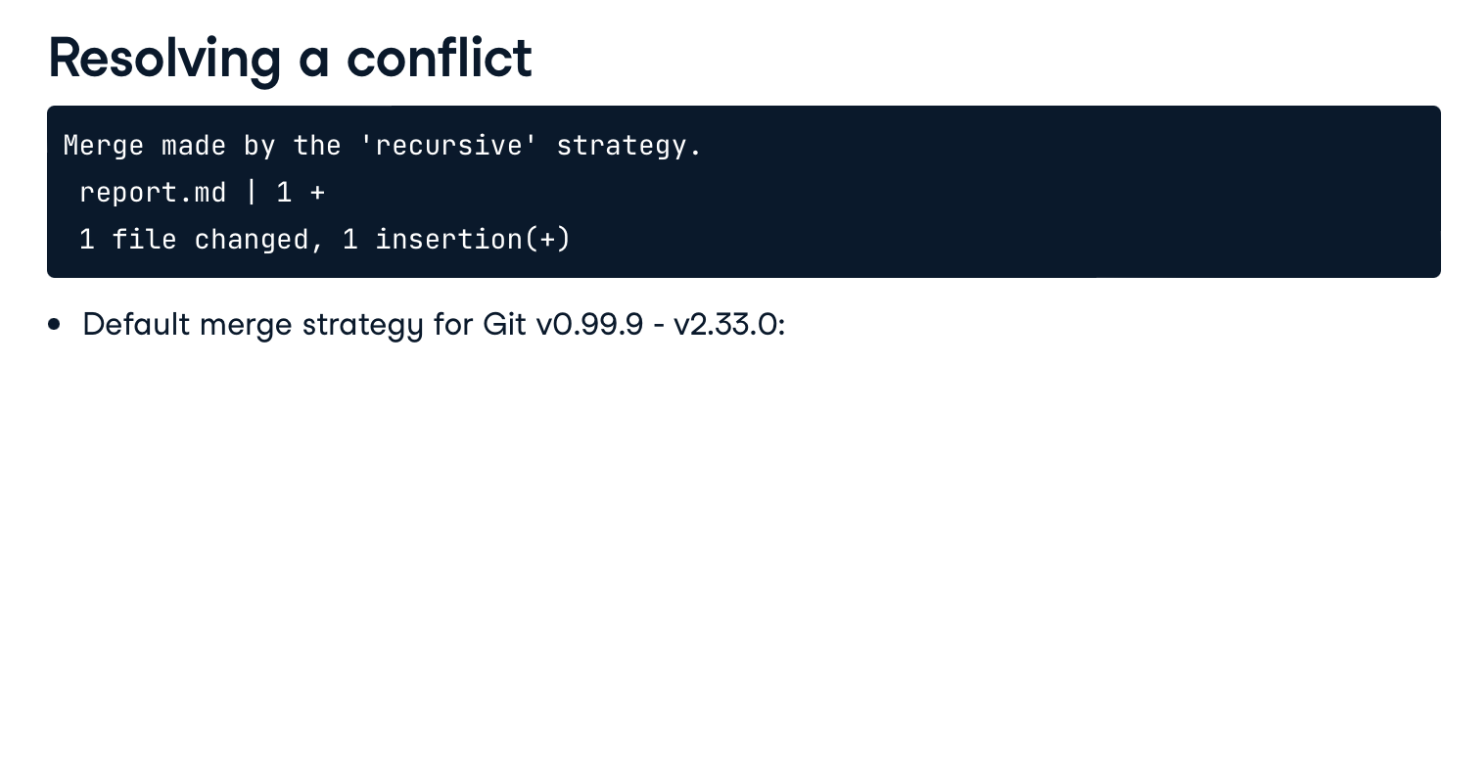 Resolving a conflict
Merge made by the 'recursive' strategy.
 report.md | 1 +
 1 file changed, 1 insertion(+)
• Default merge strategy for Git v0.99.9 - v2.33.0: